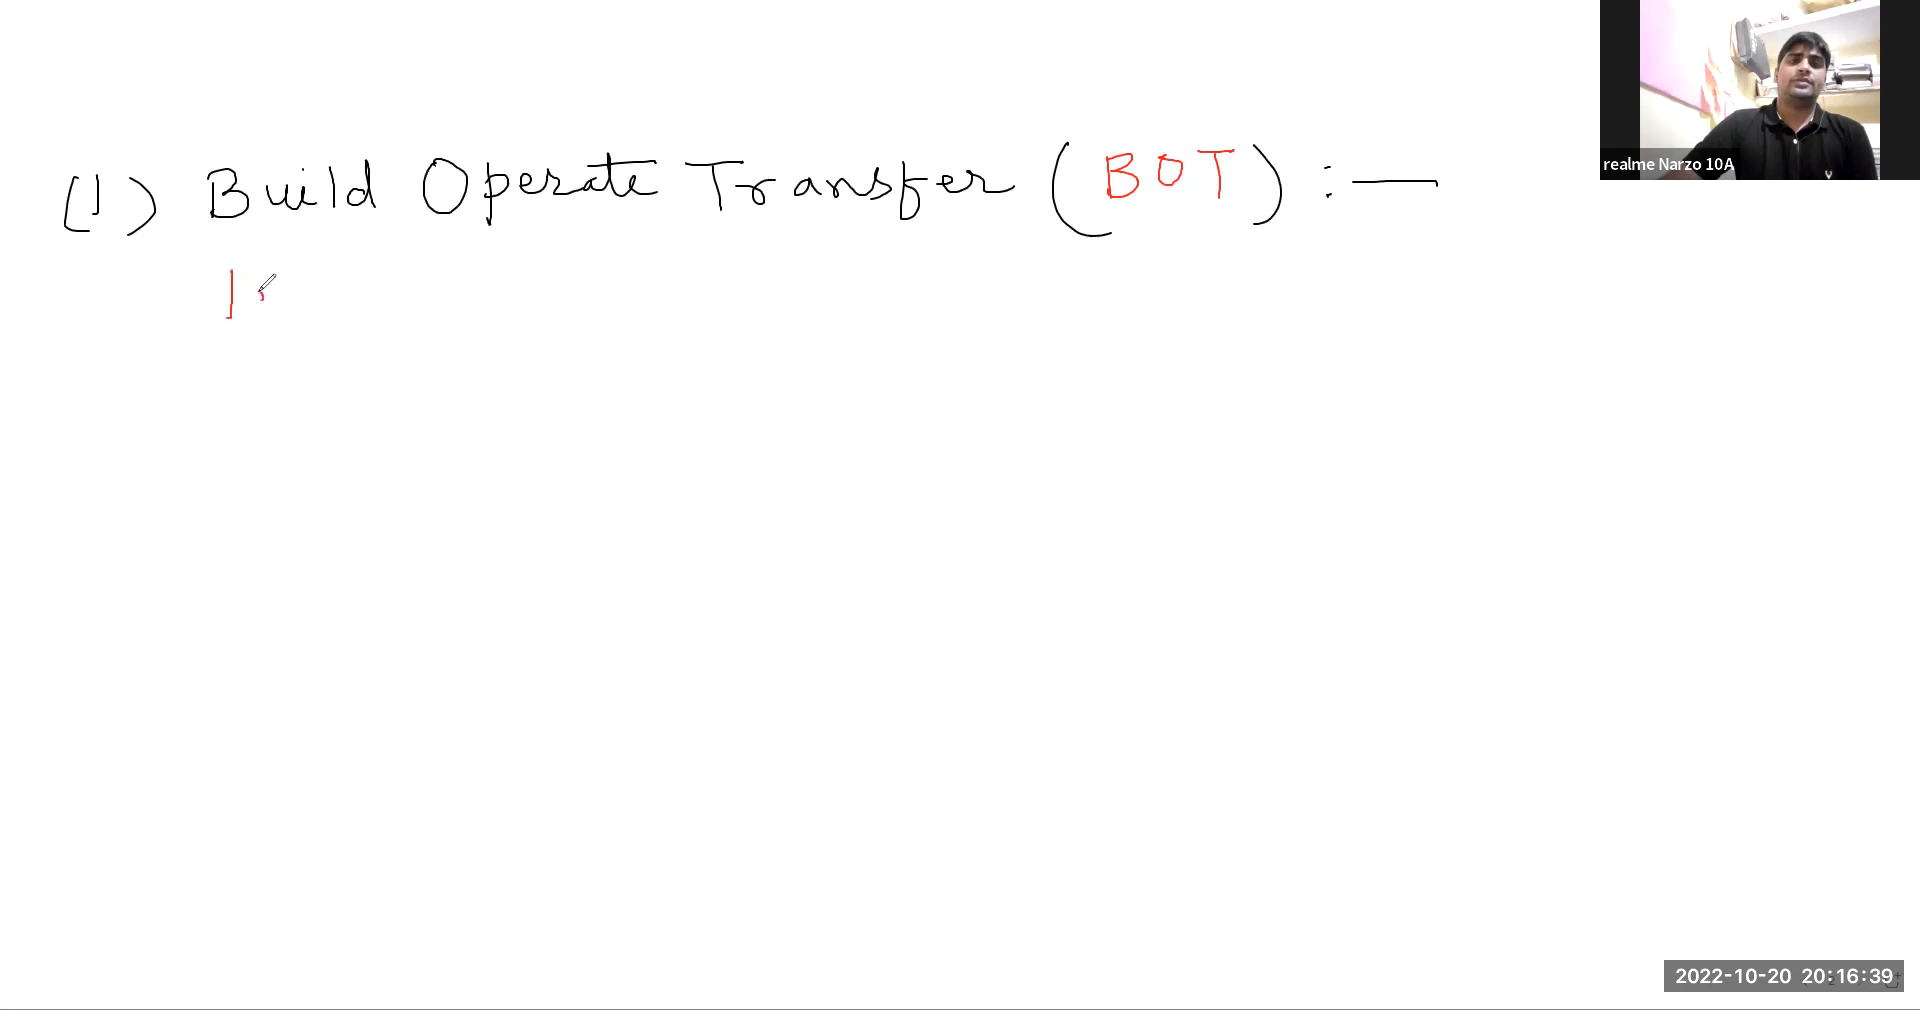 (1) Build Operate Transfer (BOT) :—
realme Narzo 10A
2022-10-20 20:16:39